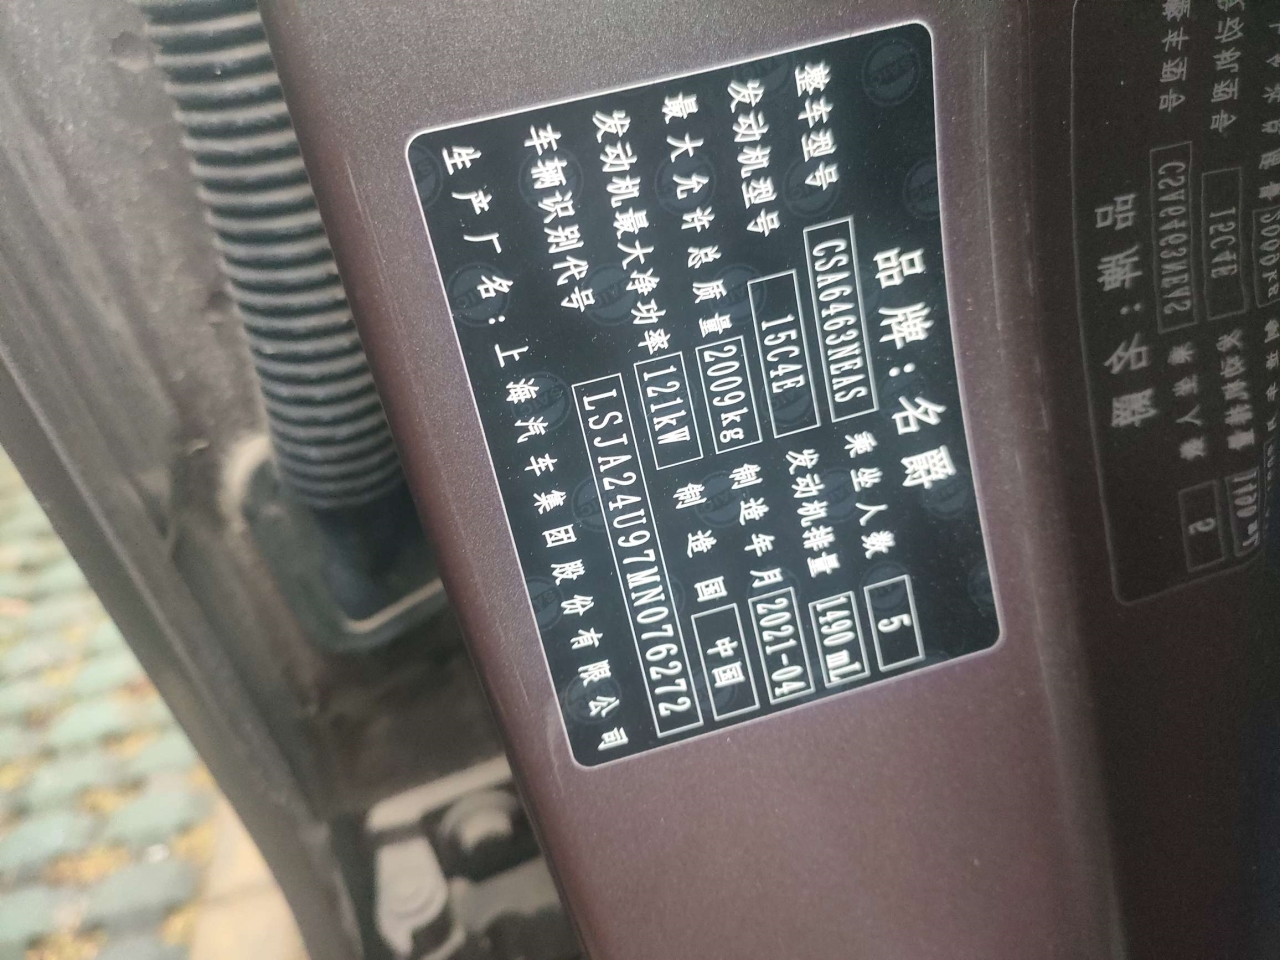 品牌：名爵
整车型号 CSA6463NEAS 乘坐人数 5
发动机型号 15C4E 发动机排量 1490mL
最大允许总质量 2009kg 制造年月 2021-04
发动机最大净功率 121kW 制造国 中国
车辆识别代号 LSJA24U97MN076272
生产厂名：上海汽车集团股份有限公司